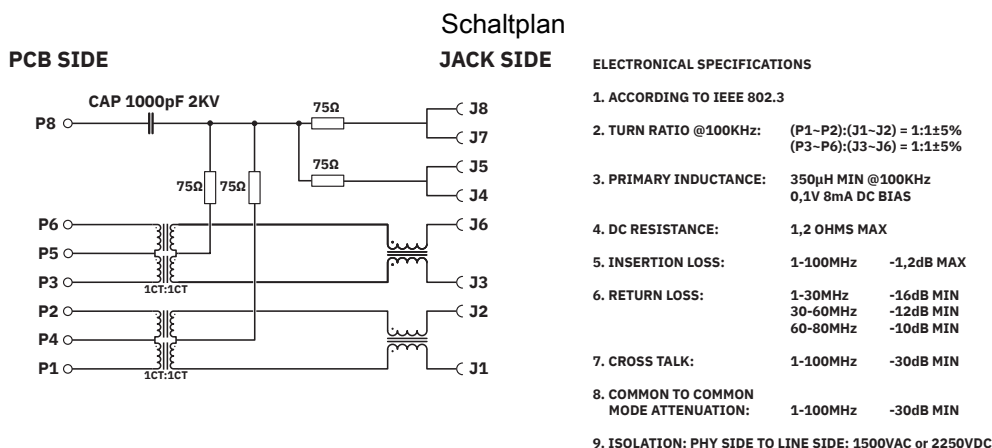 Schaltplan
PCB SIDE
JACK SIDE
CAP 1000pF 2KV
P8
75Ω
J8
J7
75Ω
J5
J4
75Ω 75Ω
P6
J6
P5
P3
J3
1CT:1CT
P2
J2
P4
P1
J1
1CT:1CT
ELECTRONICAL SPECIFICATIONS
1. ACCORDING TO IEEE 802.3
2. TURN RATIO @100KHz: (P1~P2):(J1~J2) = 1:1±5%
(P3~P6):(J3~J6) = 1:1±5%
3. PRIMARY INDUCTANCE: 350µH MIN @100KHz
0,1V 8mA DC BIAS
4. DC RESISTANCE: 1,2 OHMS MAX
5. INSERTION LOSS: 1-100MHz -1,2dB MAX
6. RETURN LOSS: 1-30MHz -16dB MIN
30-60MHz -12dB MIN
60-80MHz -10dB MIN
7. CROSS TALK: 1-100MHz -30dB MIN
8. COMMON TO COMMON
MODE ATTENUATION: 1-100MHz -30dB MIN
9. ISOLATION: PHY SIDE TO LINE SIDE: 1500VAC or 2250VDC